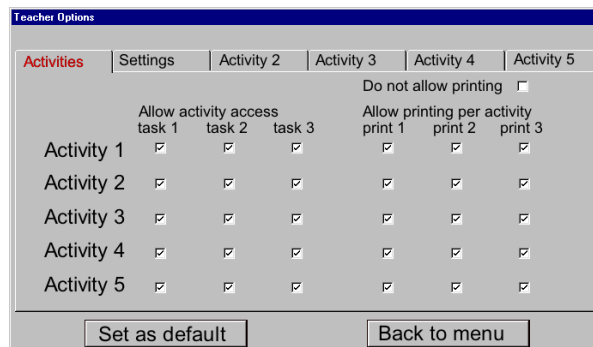 Teacher Options
Activities Settings Activity 2 Activity 3 Activity 4 Activity 5
Do not allow printing
Allow activity access Allow printing per activity
task 1 task 2 task 3 print 1 print 2 print 3
Activity 1
Activity 2
Activity 3
Activity 4
Activity 5
Set as default Back to menu